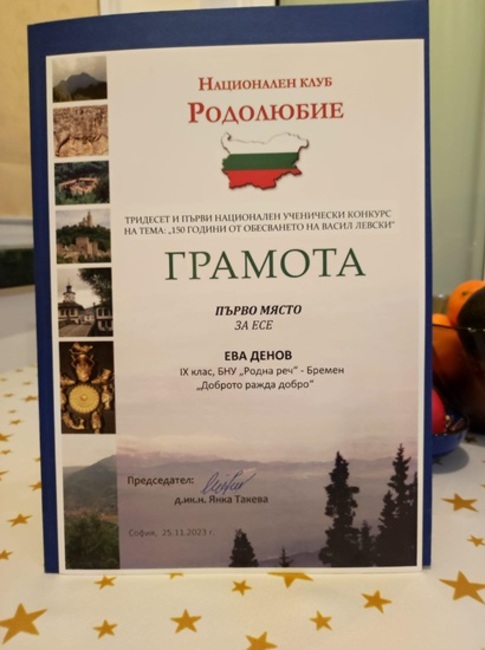 НАЦИОНАЛЕН КЛУБ
РОДОЛЮБИЕ
ТРИДЕСЕТ И ПЪРВИ НАЦИОНАЛЕН УЧЕНИЧЕСКИ КОНКУРС
НА ТЕМА: „150 ГОДИНИ ОТ ОБЕСВАНЕТО НА ВАСИЛ ЛЕВСКИ“
ГРАМОТА
ПЪРВО МЯСТО
ЗА ЕСЕ
ЕВА ДЕНОВ
IX клас, БНУ „Родна реч“ - Бремен
„Доброто ражда добро“
Председател:
д.ик.н. Янка Такева
София, 25.11.2023 г.